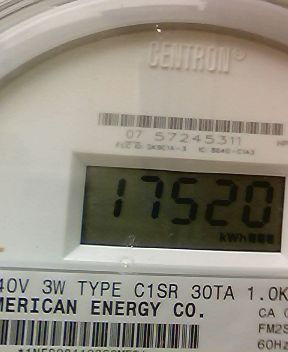 CENTRON®
07 57245311
17520
kWh
40V 3W TYPE C1SR 30TA 1.0K
MERICAN ENERGY CO.
CA
FM2S
60Hz